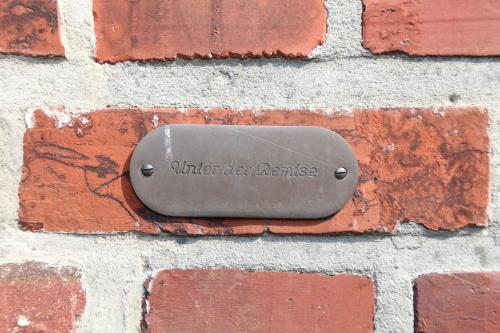 Unter der Remise